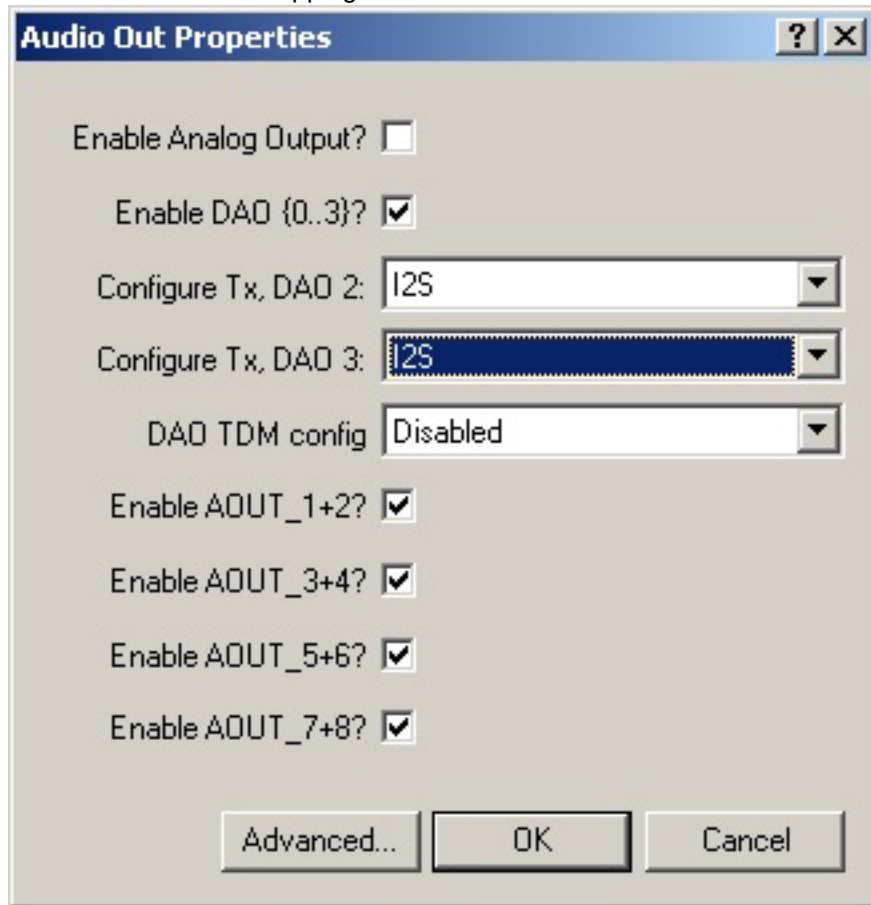 Audio Out Properties
Enable Analog Output?
Enable DAO {0..3}?
Configure Tx, DAO 2: I2S
Configure Tx, DAO 3: I2S
DAO TDM config Disabled
Enable AOUT_1+2?
Enable AOUT_3+4?
Enable AOUT_5+6?
Enable AOUT_7+8?
Advanced... OK Cancel